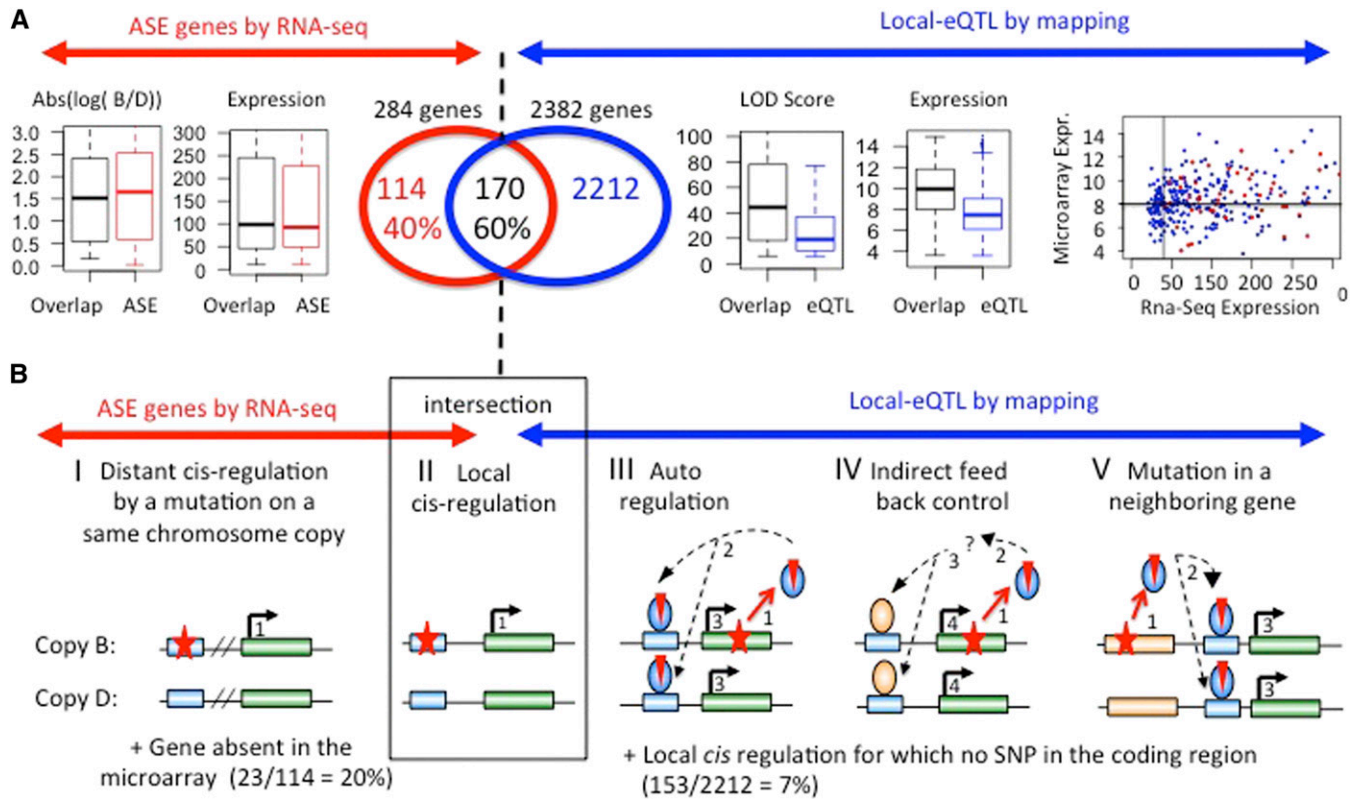 A
ASE genes by RNA-seq
Local-eQTL by mapping
Abs(log( B/D))
Expression
284 genes
2382 genes
LOD Score
Expression
3.0
2.5
2.0
1.5
1.0
0.5
0.0
Overlap ASE
300
250
200
150
100
50
0
Overlap ASE
114
40%
170
60%
2212
100
80
60
40
20
0
Overlap eQTL
14
12
10
8
6
4
Overlap eQTL
Microarray Expr.
14
12
10
8
6
4
0 50 100 150 200 250
0
Rna-Seq Expression
B
ASE genes by RNA-seq
intersection
Local-eQTL by mapping
I Distant cis-regulation
by a mutation on a
same chromosome copy
II Local
cis-regulation
III Auto
regulation
IV Indirect feed
back control
V Mutation in a
neighboring gene
Copy B:
Copy D:
1
1
2
3
1
3
?
3
2
4
1
4
2
1
3
3
+ Gene absent in the
microarray (23/114 = 20%)
+ Local cis regulation for which no SNP in the coding region
(153/2212 = 7%)